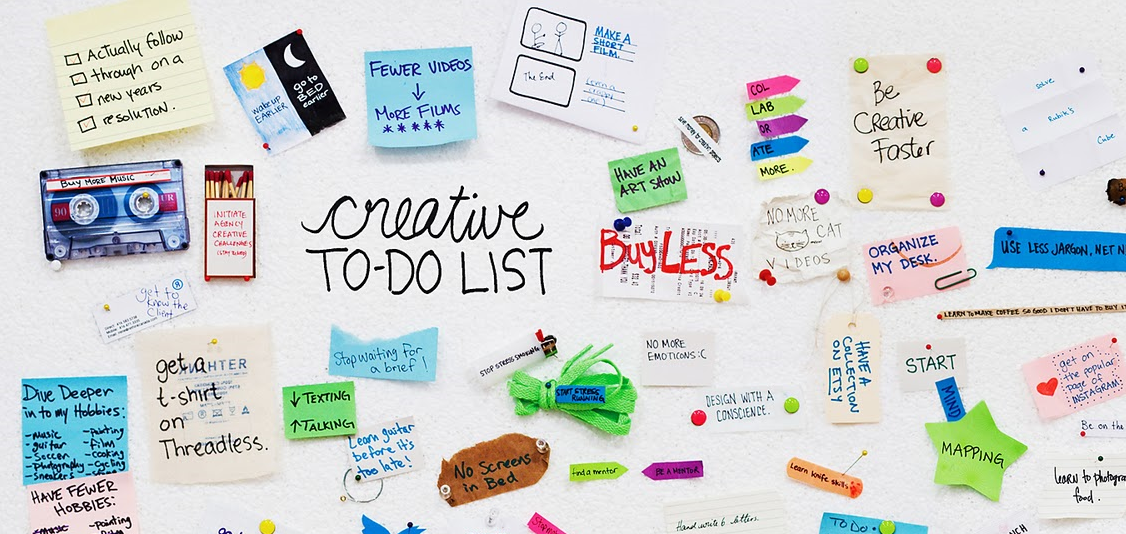 Actually follow
through on a
new years
resolution.
wake up
EARLIER
go to
BED
earlier
FEWER VIDEOS
MORE FILMS
*****
MAKE A
SHORT
FILM.
The End
COL
LAB
OR
ATE
MORE.
Be
Creative
Faster
Solve
a Rubik's
Cube
HAVE AN
ART SHOW
BUY MORE MUSIC
90
UR
INITIATE
AGENCY
CREATIVE
CHALLENGES
creative
TO-DO LIST
BUY LESS
NO MORE
CAT
VIDEOS
ORGANIZE
MY DESK.
USE LESS JARGON, NET N
get to
know the
Client
LEARN TO MAKE COFFEE SO GOOD I DON'T HAVE TO BUY IT
get a
t-shirt
on
Threadless.
Stop waiting for
a brief!
STOP STRESS SMOKING
START STRESS
RUNNING
NO MORE
EMOTICONS :C
HAVE A
COLLECTION
ON ETSY
START
MIND
MAPPING
get on
the popular
page of
INSTAGRAM
Dive Deeper
in to my Hobbies:
-music -painting
guitar -film
-Soccer -Cooking
-photography -cycling
-sneakers
↓ TEXTING
↑ TALKING
DESIGN WITH A
CONSCIENCE.
Be on the
Learn guitar
before it's
too late!
No Screens
in Bed
find a mentor
BE A MENTOR
Learn knife skills
Learn to photogra
food.
HAVE FEWER
HOBBIES:
-music -painting
Hand write 6 letters.
TO DO: